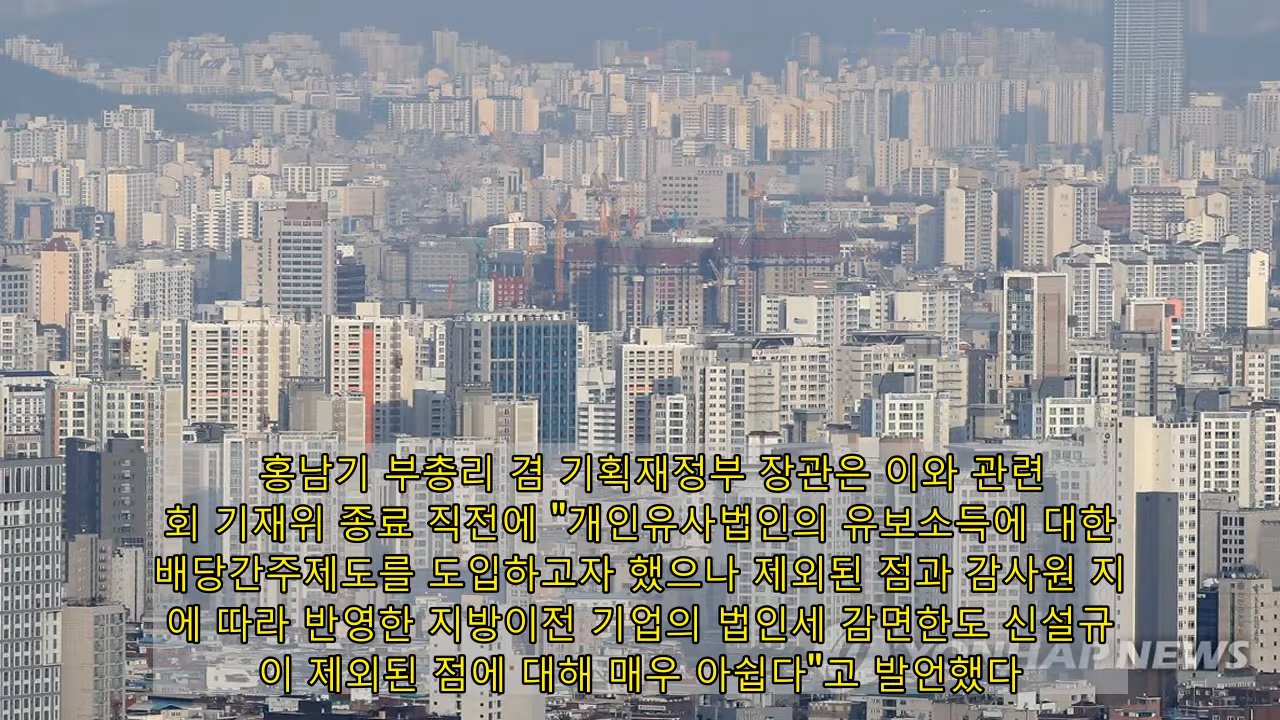 홍남기 부총리 겸 기획재정부 장관은 이와 관련
회 기재위 종료 직전에 "개인유사법인의 유보소득에 대한
배당간주제도를 도입하고자 했으나 제외된 점과 감사원 지
에 따라 반영한 지방이전 기업의 법인세 감면한도 신설규
이 제외된 점에 대해 매우 아쉽다"고 발언했다
YONHAP NEWS